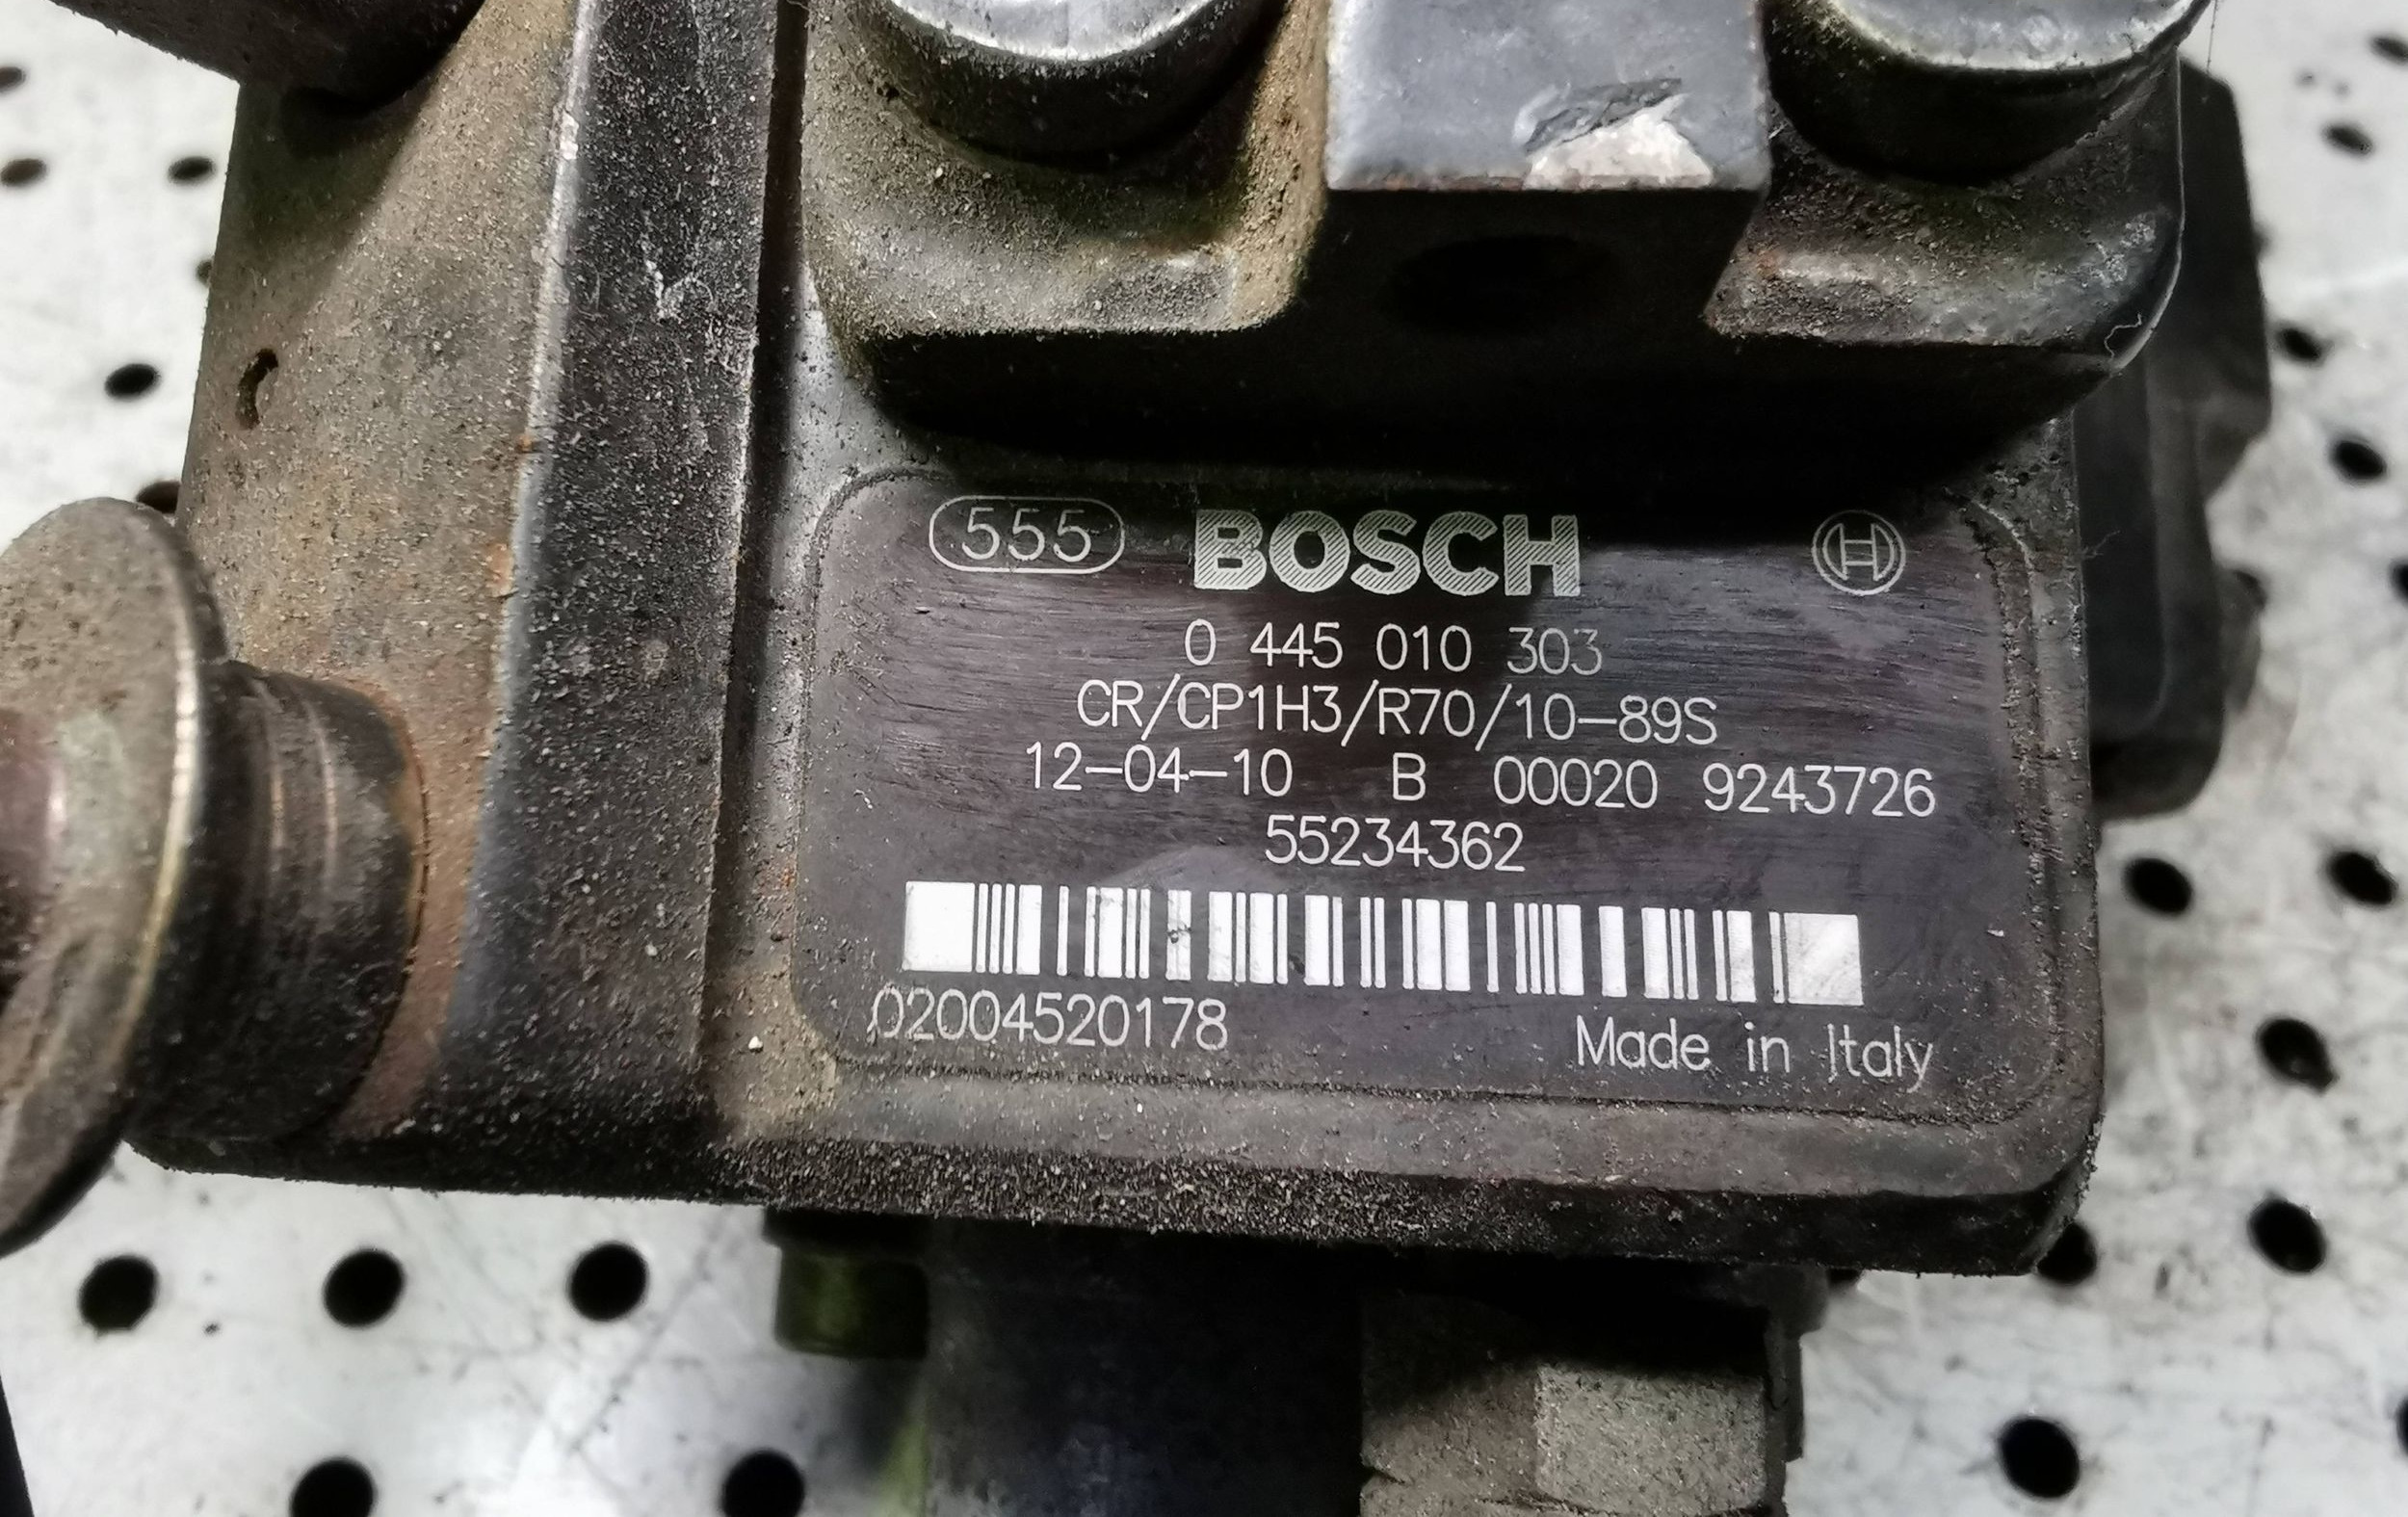 555 BOSCH
0 445 010 303
CR/CP1H3/R70/10-89S
12-04-10 B 00020 9243726
55234362
02004520178 Made in Italy